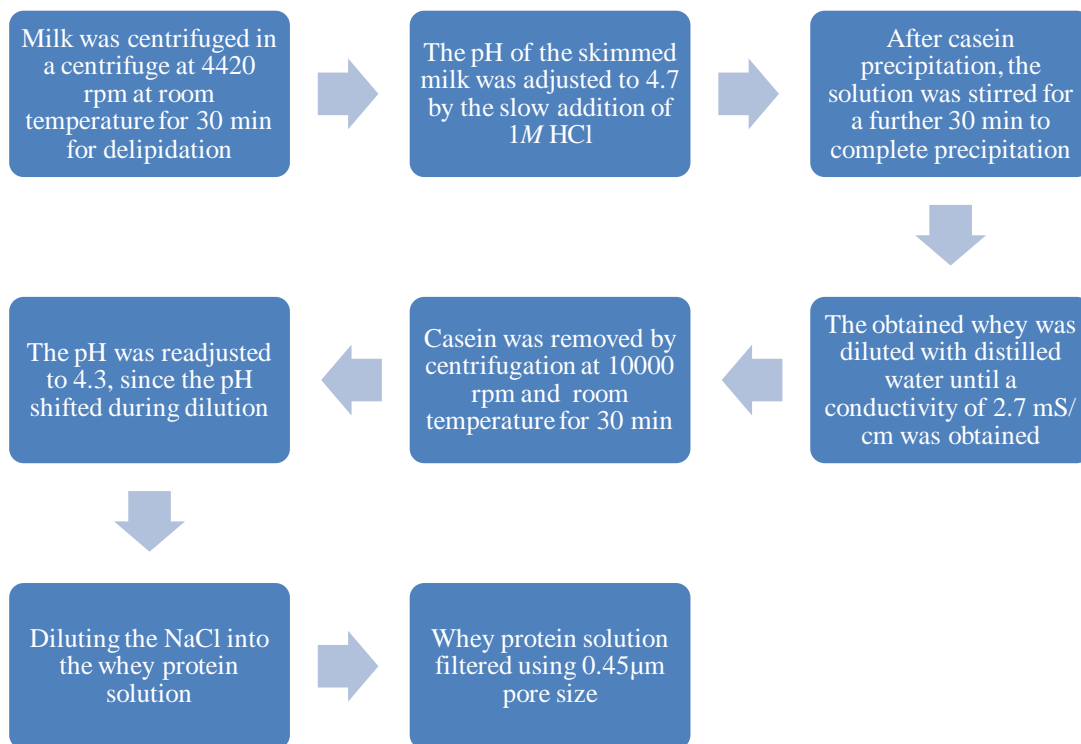 Milk was centrifuged in
a centrifuge at 4420
rpm at room
temperature for 30 min
for delipidation
The pH of the skimmed
milk was adjusted to 4.7
by the slow addition of
1M HCl
After casein
precipitation, the
solution was stirred for
a further 30 min to
complete precipitation
The obtained whey was
diluted with distilled
water until a
conductivity of 2.7 mS/
cm was obtained
Casein was removed by
centrifugation at 10000
rpm and room
temperature for 30 min
The pH was readjusted
to 4.3, since the pH
shifted during dilution
Diluting the NaCl into
the whey protein
solution
Whey protein solution
filtered using 0.45µm
pore size